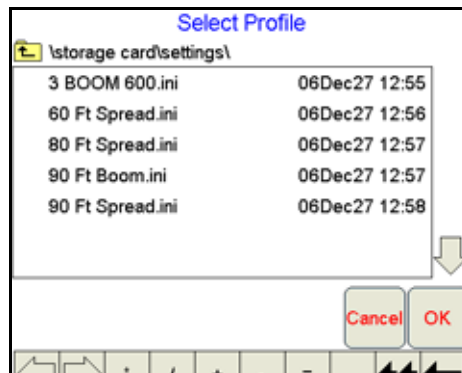 Select Profile
\storage card\settings\
3 BOOM 600.ini 06Dec27 12:55
60 Ft Spread.ini 06Dec27 12:56
80 Ft Spread.ini 06Dec27 12:57
90 Ft Boom.ini 06Dec27 12:57
90 Ft Spread.ini 06Dec27 12:58
Cancel OK